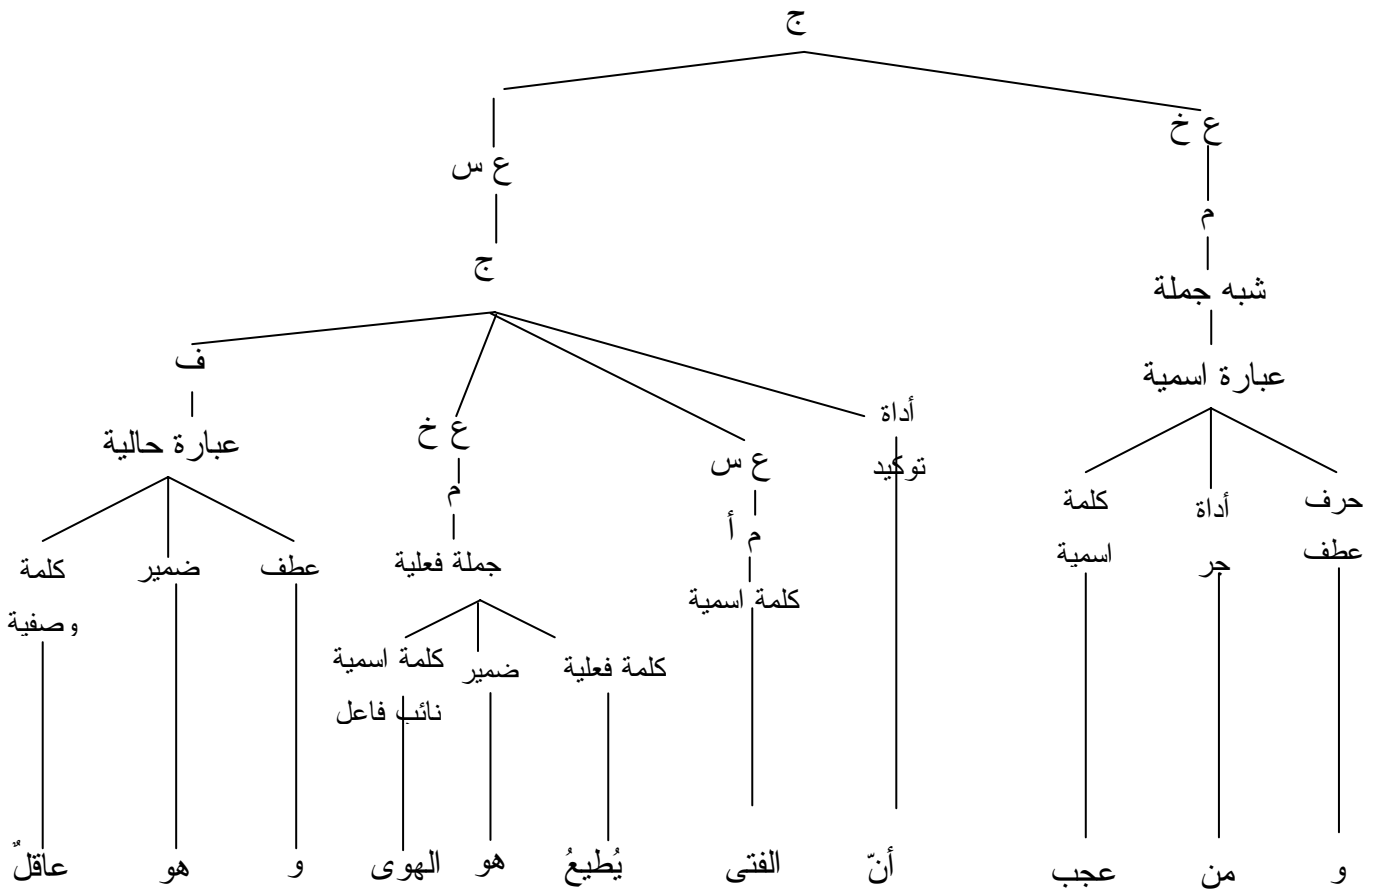 ج
ع خ
ع س
م
ج
شبه جملة
عبارة اسمية
ف
أداة
توكيد
ع خ
عبارة حالية
ع س
حرف
عطف
أداة
جر
كلمة
اسمية
م
م أ
جملة فعلية
عطف
ضمير
كلمة
وصفية
كلمة اسمية
كلمة فعلية
ضمير
كلمة اسمية
نائب فاعل
و من عجب أنّ الفتى يُطيعُ هو الهوى و هو عاقلٌ